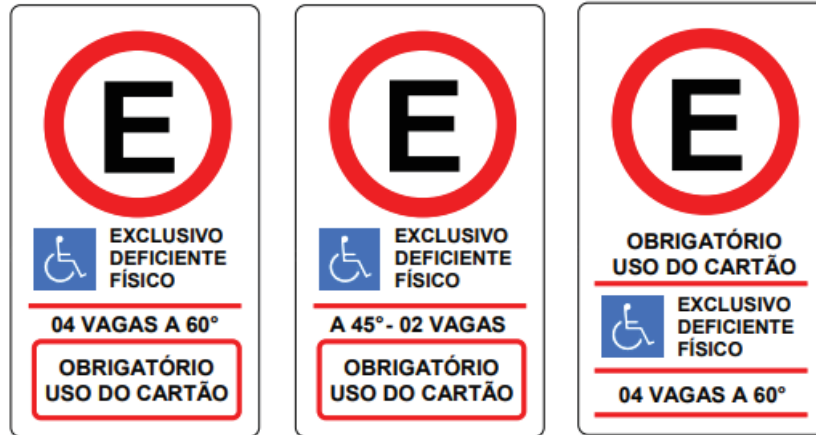 E
EXCLUSIVO
DEFICIENTE
FÍSICO
04 VAGAS A 60°
OBRIGATÓRIO
USO DO CARTÃO
E
EXCLUSIVO
DEFICIENTE
FÍSICO
A 45°- 02 VAGAS
OBRIGATÓRIO
USO DO CARTÃO
E
OBRIGATÓRIO
USO DO CARTÃO
EXCLUSIVO
DEFICIENTE
FÍSICO
04 VAGAS A 60°